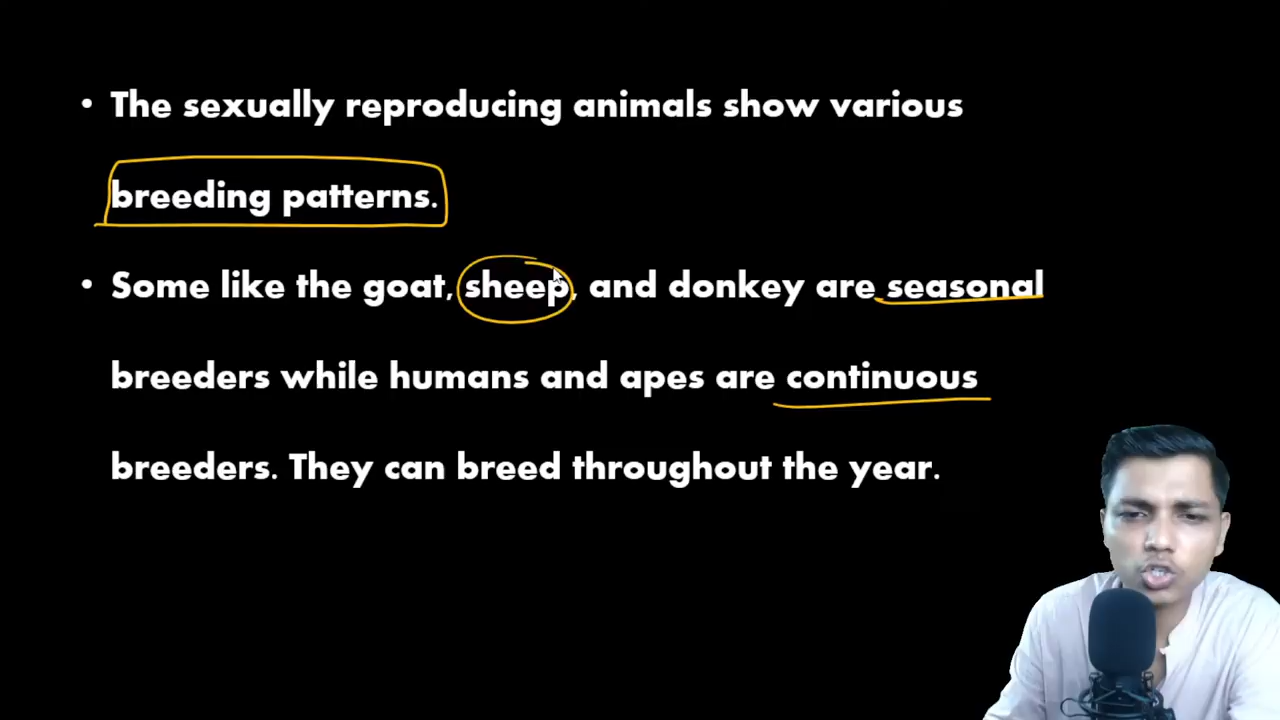 • The sexually reproducing animals show various
breeding patterns.
• Some like the goat, sheep, and donkey are seasonal
breeders while humans and apes are continuous
breeders. They can breed throughout the year.